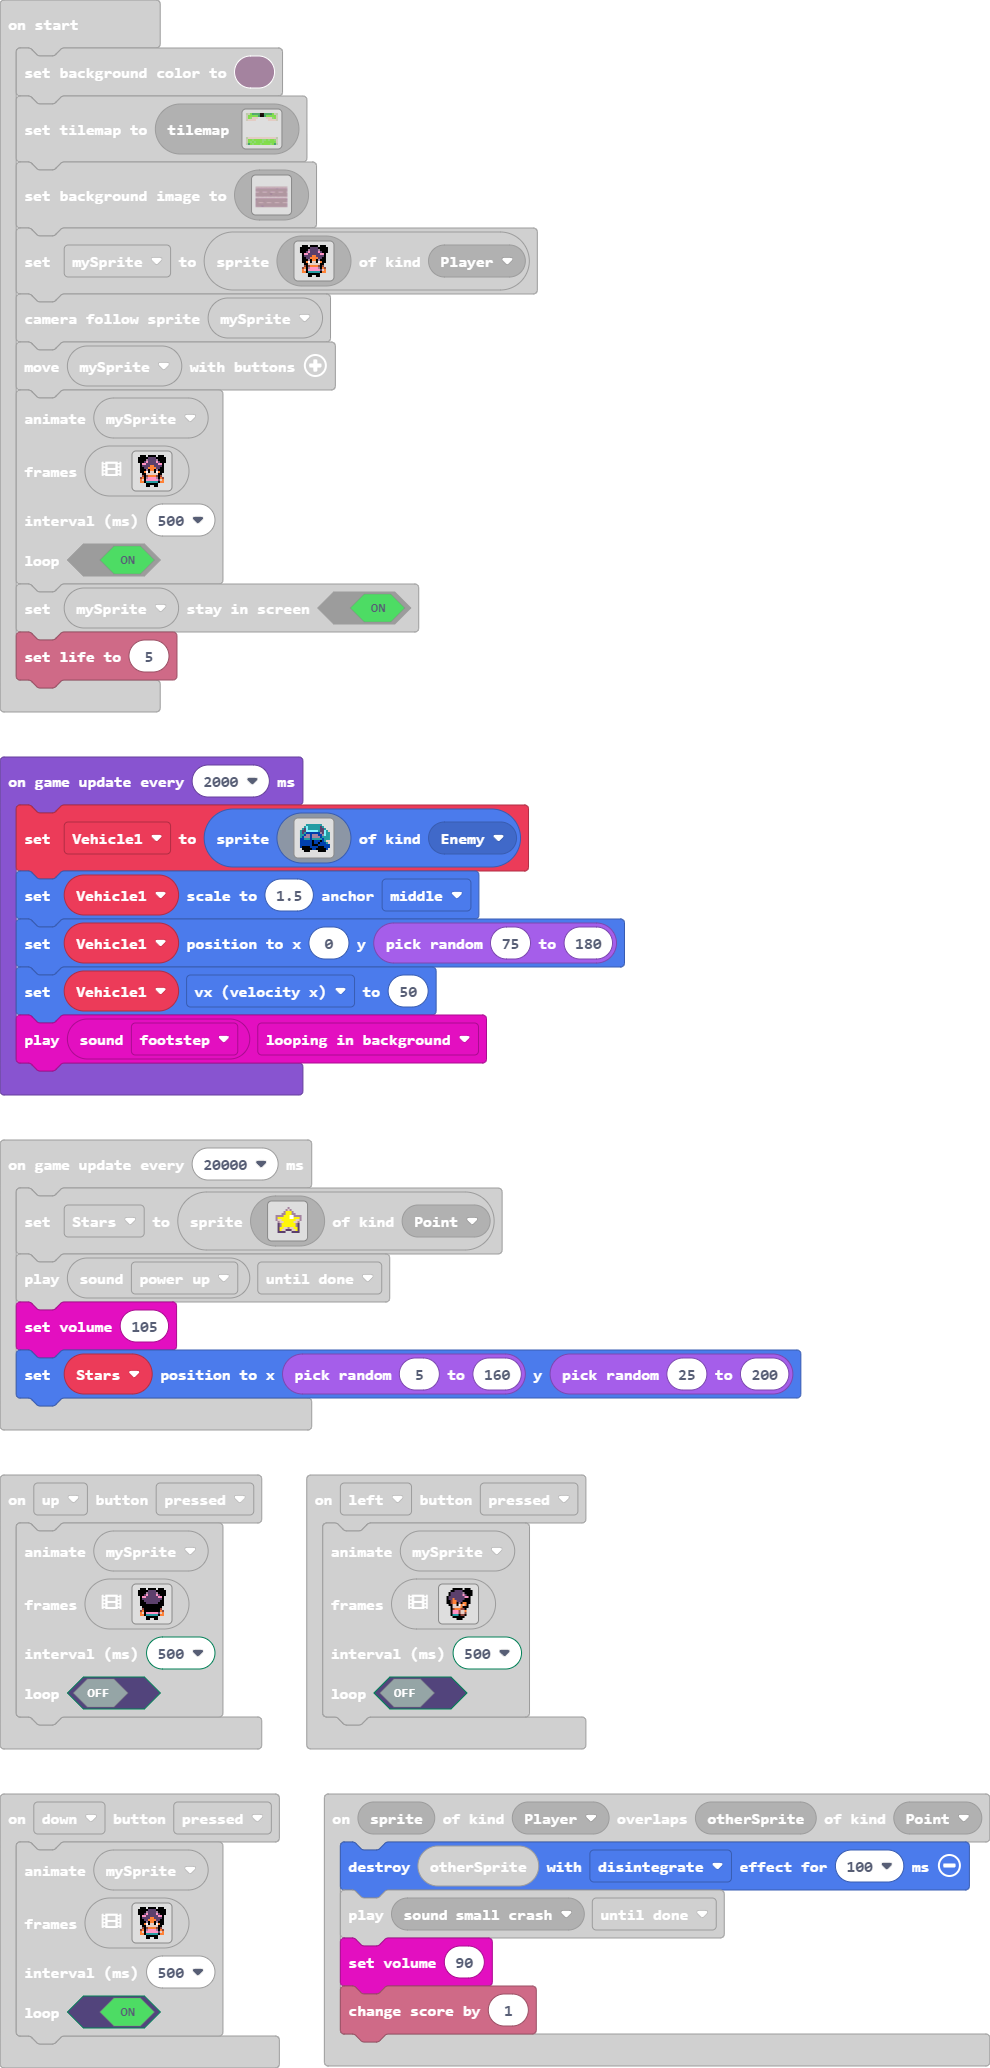 on start
set background color to
set tilemap to tilemap
set background image to
set mySprite to sprite of kind Player
camera follow sprite mySprite
move mySprite with buttons
animate mySprite
frames
interval (ms) 500
loop ON
set mySprite stay in screen ON
set life to 5
on game update every 2000 ms
set Vehicle1 to sprite of kind Enemy
set Vehicle1 scale to 1.5 anchor middle
set Vehicle1 position to x 0 y pick random 75 to 180
set Vehicle1 vx (velocity x) to 50
play sound footstep looping in background
on game update every 20000 ms
set Stars to sprite of kind Point
play sound power up until done
set volume 105
set Stars position to x pick random 5 to 160 y pick random 25 to 200
on up button pressed
animate mySprite
frames
interval (ms) 500
loop OFF
on left button pressed
animate mySprite
frames
interval (ms) 500
loop OFF
on down button pressed
animate mySprite
frames
interval (ms) 500
loop ON
on sprite of kind Player overlaps otherSprite of kind Point
destroy otherSprite with disintegrate effect for 100 ms
play sound small crash until done
set volume 90
change score by 1